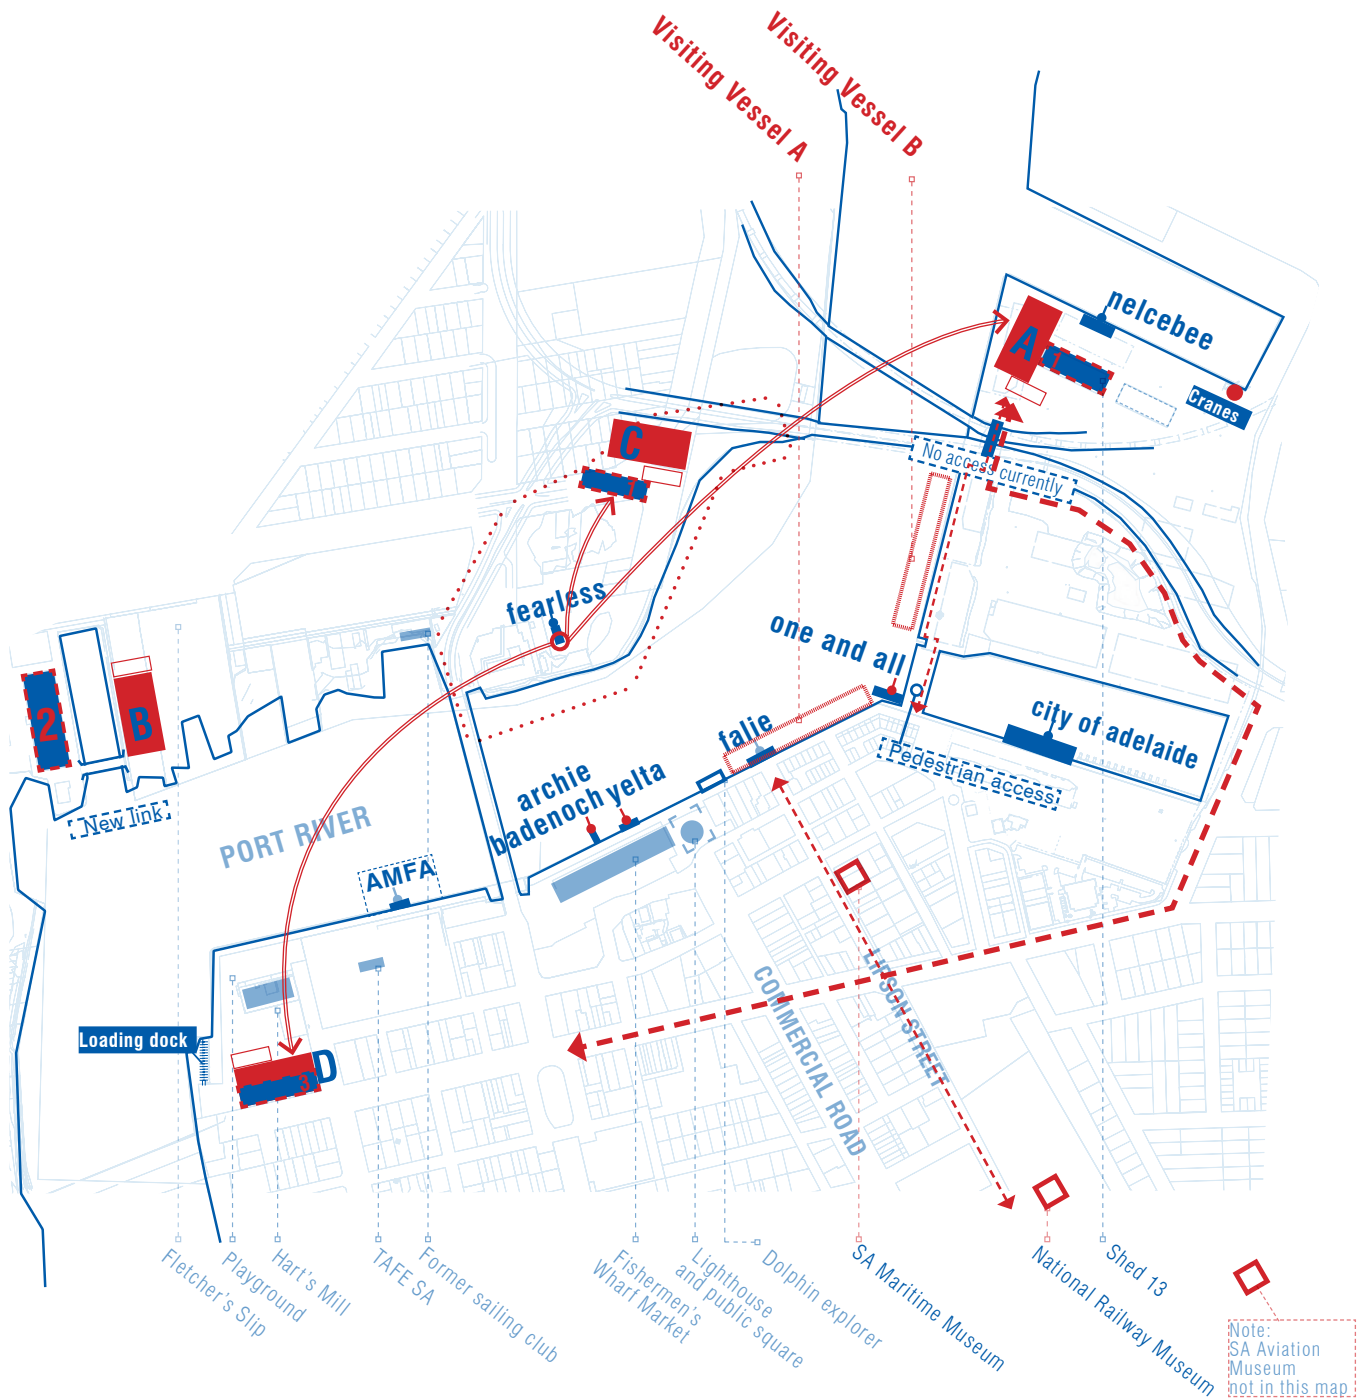 Visiting Vessel A
Visiting Vessel B
nelcebee
A
1
Cranes
C
1
No access currently
fearless
one and all
2
B
city of adelaide
falie
Pedestrian access
archie
badenoch
yelta
New link
PORT RIVER
AMFA
LIPSON STREET
COMMERCIAL ROAD
Loading dock
D
3
Fletcher's Slip
Playground
Hart's Mill
TAFE SA
Former sailing club
Fishermen's
Wharf Market
Lighthouse
and public square
Dolphin explorer
SA Maritime Museum
National Railway Museum
Shed 13
Note:
SA Aviation
Museum
not in this map